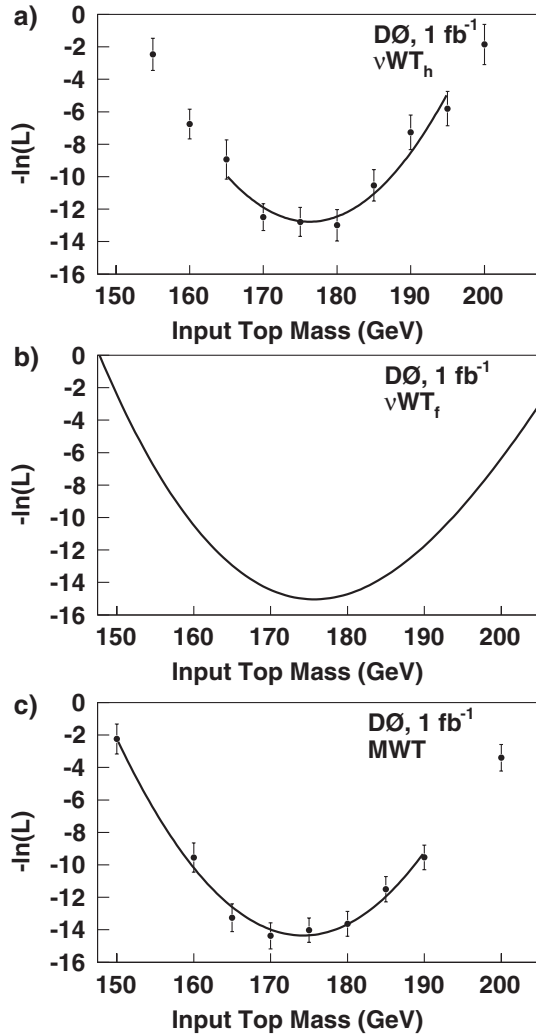 a)
DØ, 1 fb⁻¹
νWTₕ
0
-2
-4
-6
-8
-10
-12
-14
-16
-ln(L)
150 160 170 180 190 200
Input Top Mass (GeV)
b)
DØ, 1 fb⁻¹
νWT_f
0
-2
-4
-6
-8
-10
-12
-14
-16
-ln(L)
150 160 170 180 190 200
Input Top Mass (GeV)
c)
DØ, 1 fb⁻¹
MWT
0
-2
-4
-6
-8
-10
-12
-14
-16
-ln(L)
150 160 170 180 190 200
Input Top Mass (GeV)